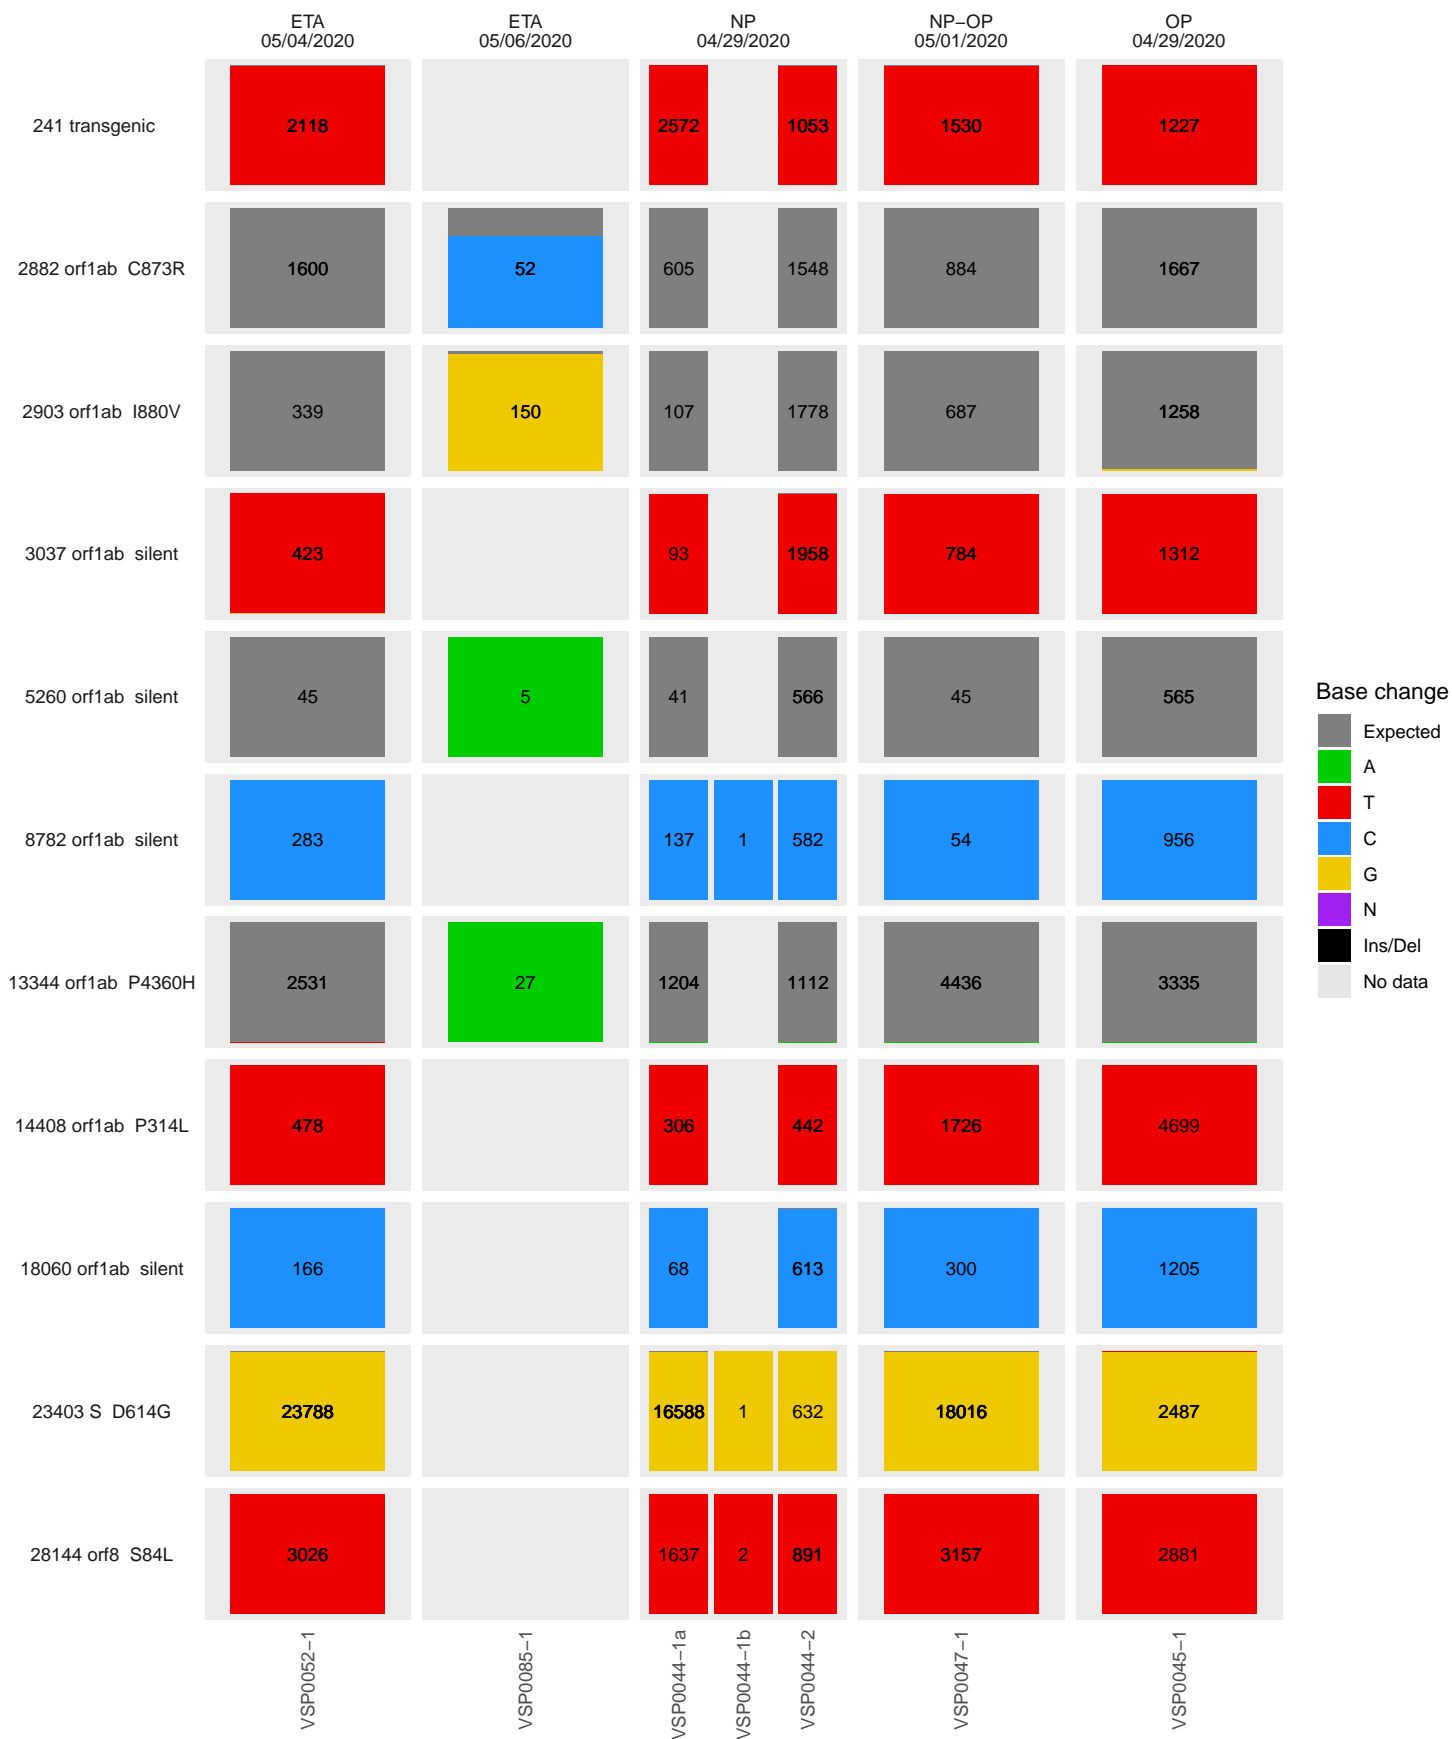 ETA ETA NP NP-OP OP
05/04/2020 05/06/2020 04/29/2020 05/01/2020 04/29/2020
241 transgenic 2118 2572 1053 1530 1227
2882 orf1ab C873R 1600 52 605 1548 884 1667
2903 orf1ab I880V 339 150 107 1778 687 1258
3037 orf1ab silent 423 93 1958 784 1312
5260 orf1ab silent 45 5 41 566 45 565
8782 orf1ab silent 283 137 1 582 54 956
13344 orf1ab P4360H 2531 27 1204 1112 4436 3335
14408 orf1ab P314L 478 306 442 1726 4699
18060 orf1ab silent 166 68 613 300 1205
23403 S D614G 23788 16588 1 632 18016 2487
28144 orf8 S84L 3026 1637 2 891 3157 2881
VSP0052-1
VSP0085-1
VSP0044-1a
VSP0044-1b
VSP0044-2
VSP0047-1
VSP0045-1
Base change
Expected
A
T
C
G
N
Ins/Del
No data